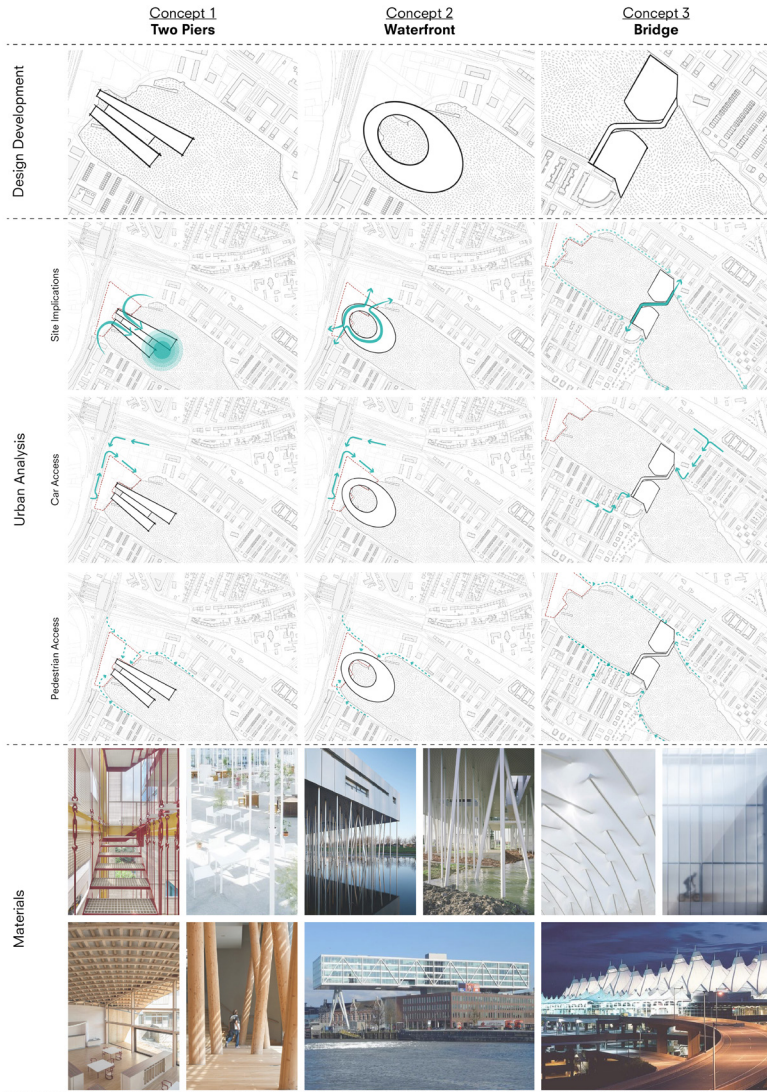 Concept 1
Two Piers
Concept 2
Waterfront
Concept 3
Bridge
Design Development
Urban Analysis
Site Implications
Car Access
Pedestrian Access
Materials